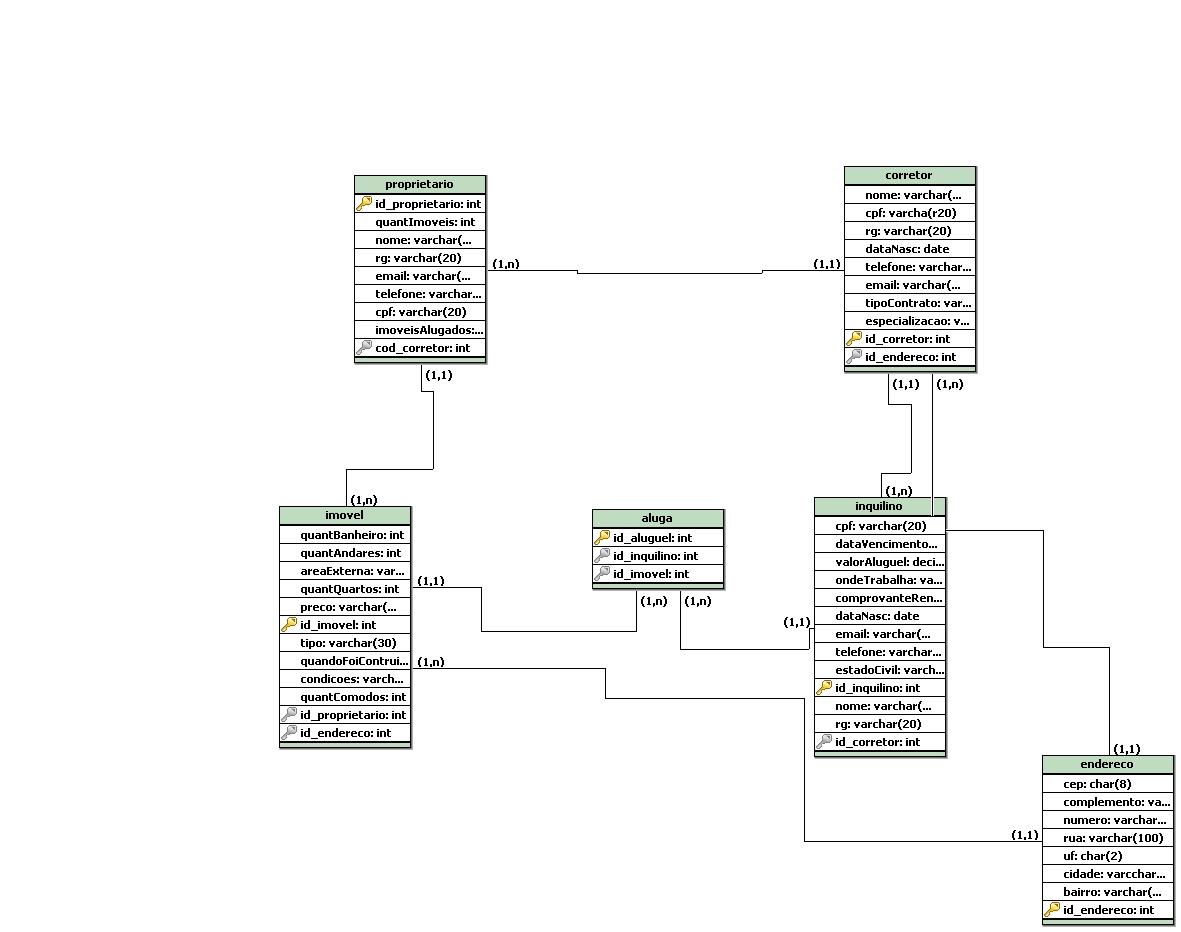 proprietario
id_proprietario: int
quantImoveis: int
nome: varchar(...
rg: varchar(20)
email: varchar(...
telefone: varchar...
cpf: varchar(20)
imoveisAlugados:...
cod_corretor: int
(1,n)
(1,1)
corretor
nome: varchar(...
cpf: varcha(r20)
rg: varchar(20)
dataNasc: date
telefone: varchar...
email: varchar(...
tipoContrato: var...
especializacao: v...
id_corretor: int
id_endereco: int
(1,1)
(1,n)
(1,1)
(1,n)
(1,n)
imovel
quantBanheiro: int
quantAndares: int
areaExterna: var...
quantQuartos: int
preco: varchar(...
id_imovel: int
tipo: varchar(30)
quandoFoiContrui...
condicoes: varch...
quantComodos: int
id_proprietario: int
id_endereco: int
(1,1)
(1,n)
aluga
id_aluguel: int
id_inquilino: int
id_imovel: int
(1,n)
(1,n)
(1,1)
inquilino
cpf: varchar(20)
dataVencimento...
valorAluguel: deci...
ondeTrabalha: va...
comprovanteRen...
dataNasc: date
email: varchar(...
telefone: varchar...
estadoCivil: varch...
id_inquilino: int
nome: varchar(...
rg: varchar(20)
id_corretor: int
(1,1)
(1,1)
endereco
cep: char(8)
complemento: va...
numero: varchar...
rua: varchar(100)
uf: char(2)
cidade: varcchar...
bairro: varchar(...
id_endereco: int